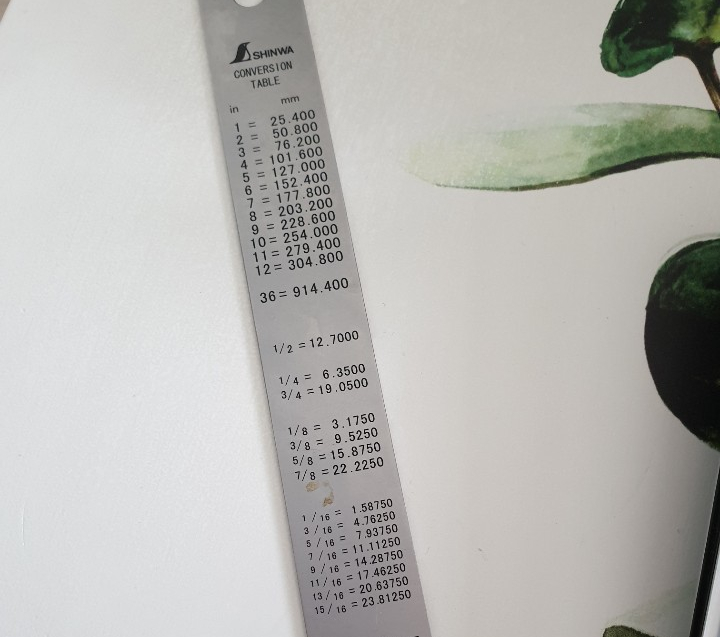 SHINWA
CONVERSION
TABLE
in mm
1 = 25.400
2 = 50.800
3 = 76.200
4 = 101.600
5 = 127.000
6 = 152.400
7 = 177.800
8 = 203.200
9 = 228.600
10 = 254.000
11 = 279.400
12 = 304.800
36 = 914.400
1/2 = 12.7000
1/4 = 6.3500
3/4 = 19.0500
1/8 = 3.1750
3/8 = 9.5250
5/8 = 15.8750
7/8 = 22.2250
1/16 = 1.58750
3/16 = 4.76250
5/16 = 7.93750
7/16 = 11.11250
9/16 = 14.28750
11/16 = 17.46250
13/16 = 20.63750
15/16 = 23.81250